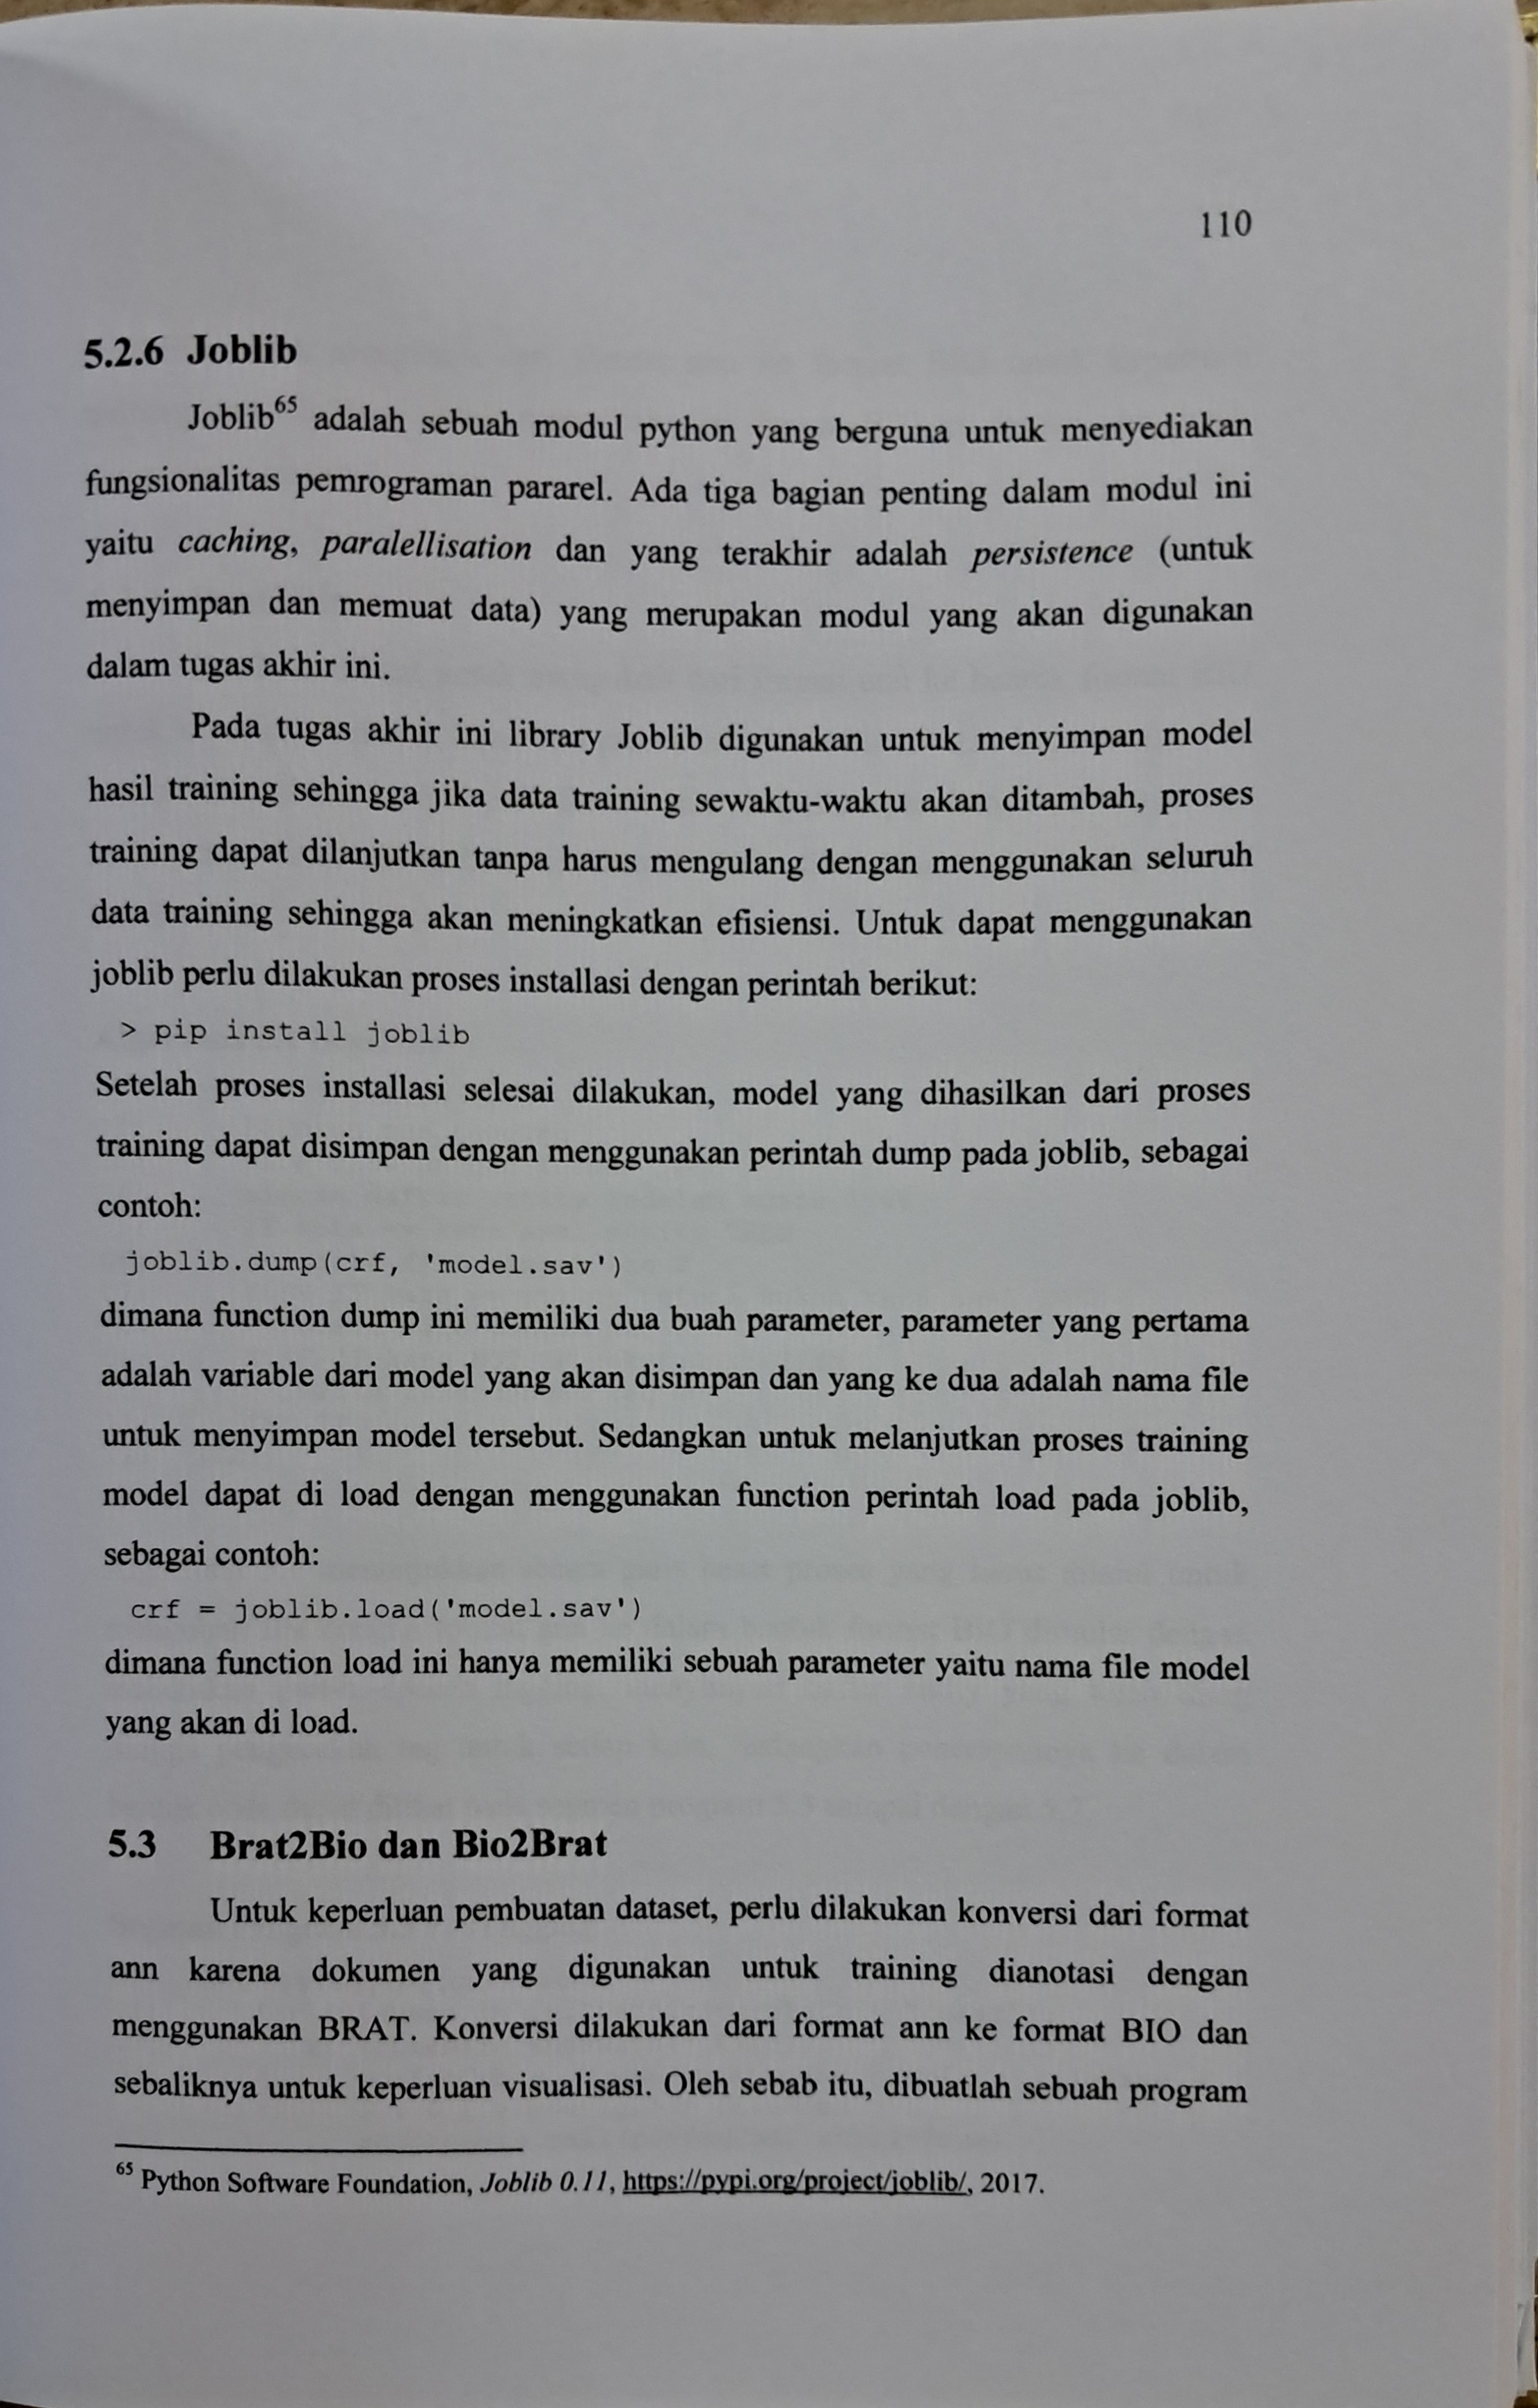 110
5.2.6 Joblib
Joblib65 adalah sebuah modul python yang berguna untuk menyediakan
fungsionalitas pemrograman pararel. Ada tiga bagian penting dalam modul ini
yaitu caching, paralellisation dan yang terakhir adalah persistence (untuk
menyimpan dan memuat data) yang merupakan modul yang akan digunakan
dalam tugas akhir ini.
Pada tugas akhir ini library Joblib digunakan untuk menyimpan model
hasil training sehingga jika data training sewaktu-waktu akan ditambah, proses
training dapat dilanjutkan tanpa harus mengulang dengan menggunakan seluruh
data training sehingga akan meningkatkan efisiensi. Untuk dapat menggunakan
joblib perlu dilakukan proses installasi dengan perintah berikut:
> pip install joblib
Setelah proses installasi selesai dilakukan, model yang dihasilkan dari proses
training dapat disimpan dengan menggunakan perintah dump pada joblib, sebagai
contoh:
joblib.dump(crf, 'model.sav')
dimana function dump ini memiliki dua buah parameter, parameter yang pertama
adalah variable dari model yang akan disimpan dan yang ke dua adalah nama file
untuk menyimpan model tersebut. Sedangkan untuk melanjutkan proses training
model dapat di load dengan menggunakan function perintah load pada joblib,
sebagai contoh:
crf = joblib.load('model.sav')
dimana function load ini hanya memiliki sebuah parameter yaitu nama file model
yang akan di load.
5.3 Brat2Bio dan Bio2Brat
Untuk keperluan pembuatan dataset, perlu dilakukan konversi dari format
ann karena dokumen yang digunakan untuk training dianotasi dengan
menggunakan BRAT. Konversi dilakukan dari format ann ke format BIO dan
sebaliknya untuk keperluan visualisasi. Oleh sebab itu, dibuatlah sebuah program
65 Python Software Foundation, Joblib 0.11, https://pypi.org/project/joblib/, 2017.